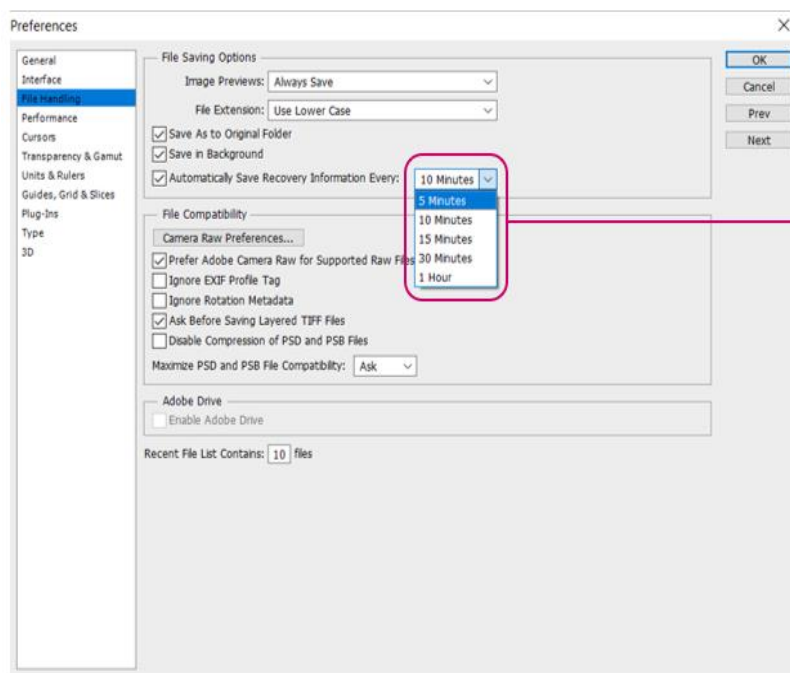 Preferences
General
Interface
File Handling
Performance
Cursors
Transparency & Gamut
Units & Rulers
Guides, Grid & Slices
Plug-Ins
Type
3D
File Saving Options
Image Previews: Always Save
File Extension: Use Lower Case
Save As to Original Folder
Save in Background
Automatically Save Recovery Information Every: 10 Minutes
5 Minutes
10 Minutes
15 Minutes
30 Minutes
1 Hour
File Compatibility
Camera Raw Preferences...
Prefer Adobe Camera Raw for Supported Raw Files
Ignore EXIF Profile Tag
Ignore Rotation Metadata
Ask Before Saving Layered TIFF Files
Disable Compression of PSD and PSB Files
Maximize PSD and PSB File Compatibility: Ask
Adobe Drive
Enable Adobe Drive
Recent File List Contains: 10 files
OK
Cancel
Prev
Next